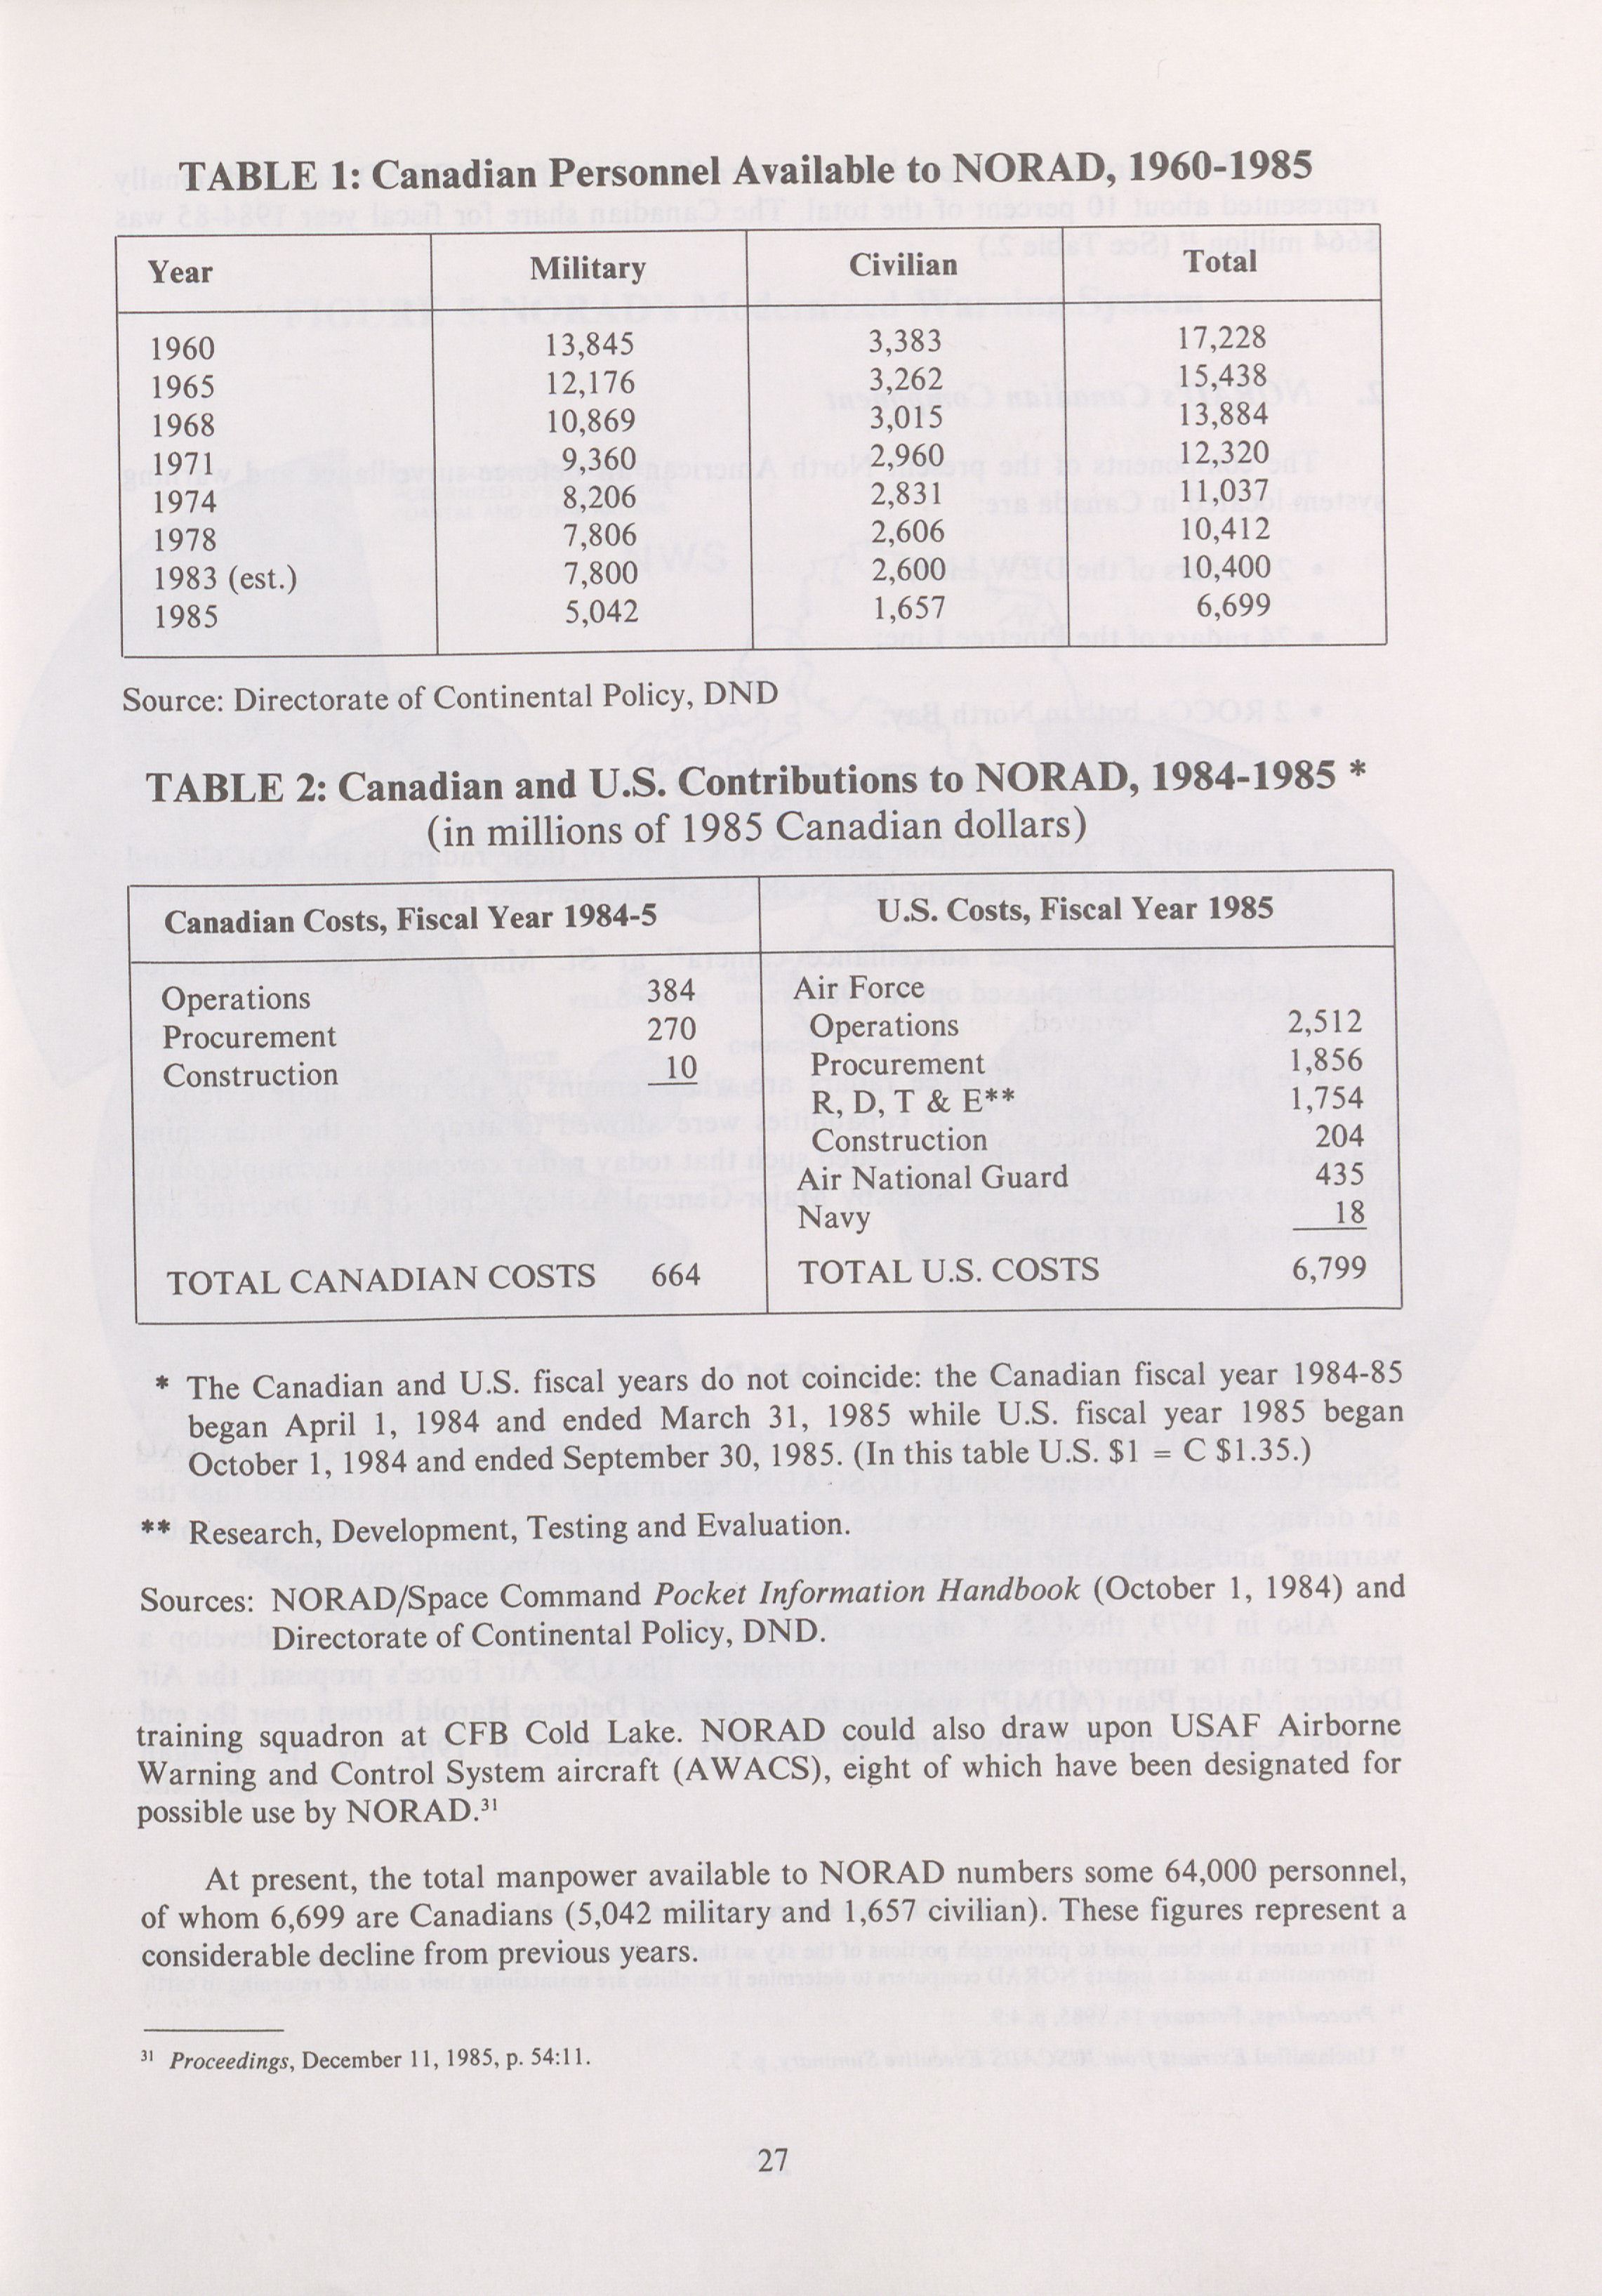 TABLE 1: Canadian Personnel Available to NORAD, 1960-1985
Year Military Civilian Total
1960 13,845 3,383 17,228
1965 12,176 3,262 15,438
1968 10,869 3,015 13,884
1971 9,360 2,960 12,320
1974 8,206 2,831 11,037
1978 7,806 2,606 10,412
1983 (est.) 7,800 2,600 10,400
1985 5,042 1,657 6,699
Source: Directorate of Continental Policy, DND
TABLE 2: Canadian and U.S. Contributions to NORAD, 1984-1985 *
(in millions of 1985 Canadian dollars)
Canadian Costs, Fiscal Year 1984-5
Operations 384
Procurement 270
Construction 10
TOTAL CANADIAN COSTS 664
U.S. Costs, Fiscal Year 1985
Air Force
Operations 2,512
Procurement 1,856
R, D, T & E** 1,754
Construction 204
Air National Guard 435
Navy 18
TOTAL U.S. COSTS 6,799
* The Canadian and U.S. fiscal years do not coincide: the Canadian fiscal year 1984-85
began April 1, 1984 and ended March 31, 1985 while U.S. fiscal year 1985 began
October 1, 1984 and ended September 30, 1985. (In this table U.S. $1 = C $1.35.)
** Research, Development, Testing and Evaluation.
Sources: NORAD/Space Command Pocket Information Handbook (October 1, 1984) and
Directorate of Continental Policy, DND.
training squadron at CFB Cold Lake. NORAD could also draw upon USAF Airborne
Warning and Control System aircraft (AWACS), eight of which have been designated for
possible use by NORAD.³¹
At present, the total manpower available to NORAD numbers some 64,000 personnel,
of whom 6,699 are Canadians (5,042 military and 1,657 civilian). These figures represent a
considerable decline from previous years.
³¹ Proceedings, December 11, 1985, p. 54:11.
27